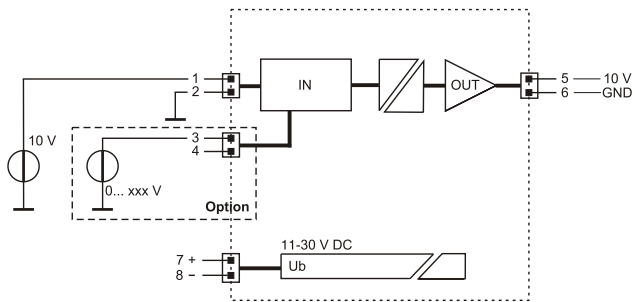 1
2
IN
OUT
5 10 V
6 GND
10 V
3
4
0... xxx V
Option
11-30 V DC
7 +
8 −
Ub